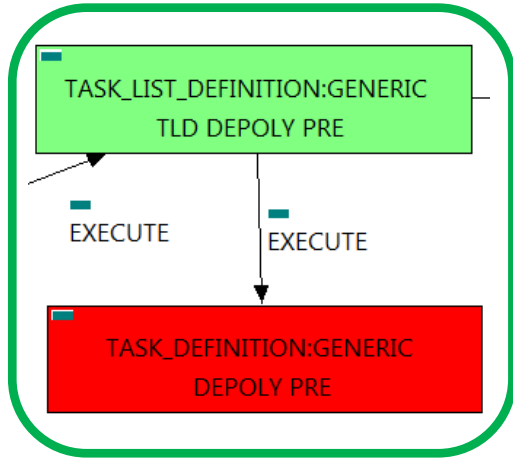 TASK_LIST_DEFINITION:GENERIC
TLD DEPOLY PRE
EXECUTE
EXECUTE
TASK_DEFINITION:GENERIC
DEPOLY PRE